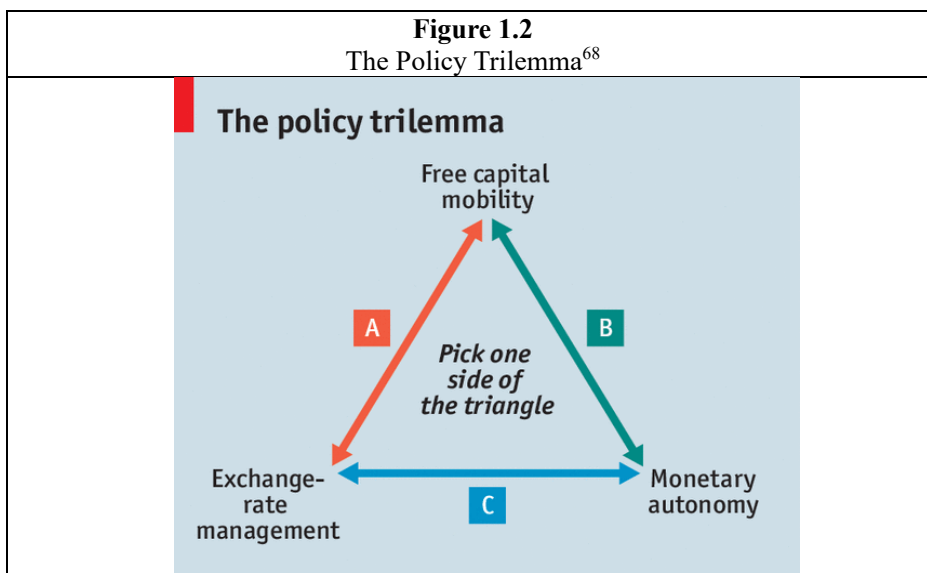 Figure 1.2
The Policy Trilemma68
The policy trilemma
Free capital
mobility
A
B
Pick one
side of
the triangle
Exchange-
rate
management
C
Monetary
autonomy